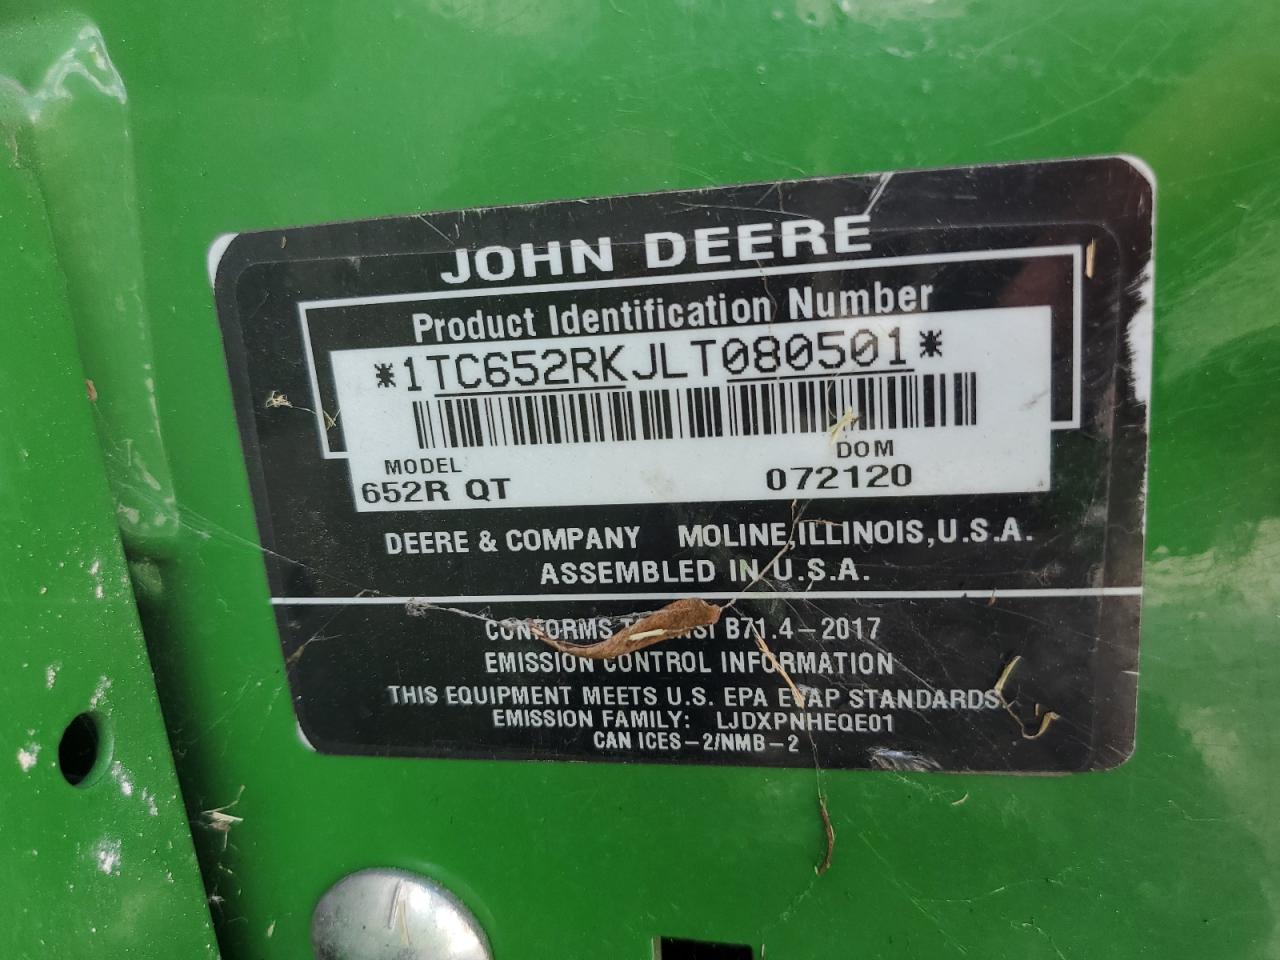 JOHN DEERE
Product Identification Number
*1TC652RKJLT080501*
MODEL DOM
652R QT 072120
DEERE & COMPANY MOLINE, ILLINOIS, U.S.A.
ASSEMBLED IN U.S.A.
CONFORMS B71.4-2017
EMISSION CONTROL INFORMATION
THIS EQUIPMENT MEETS U.S. EPA EVAP STANDARDS
EMISSION FAMILY: LJDXPNHEQE01
CAN ICES-2/NMB-2